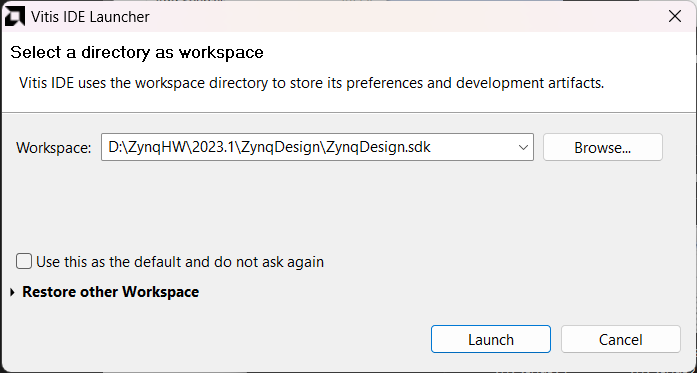 Vitis IDE Launcher
Select a directory as workspace
Vitis IDE uses the workspace directory to store its preferences and development artifacts.
Workspace: D:\ZynqHW\2023.1\ZynqDesign\ZynqDesign.sdk Browse...
Use this as the default and do not ask again
Restore other Workspace
Launch Cancel